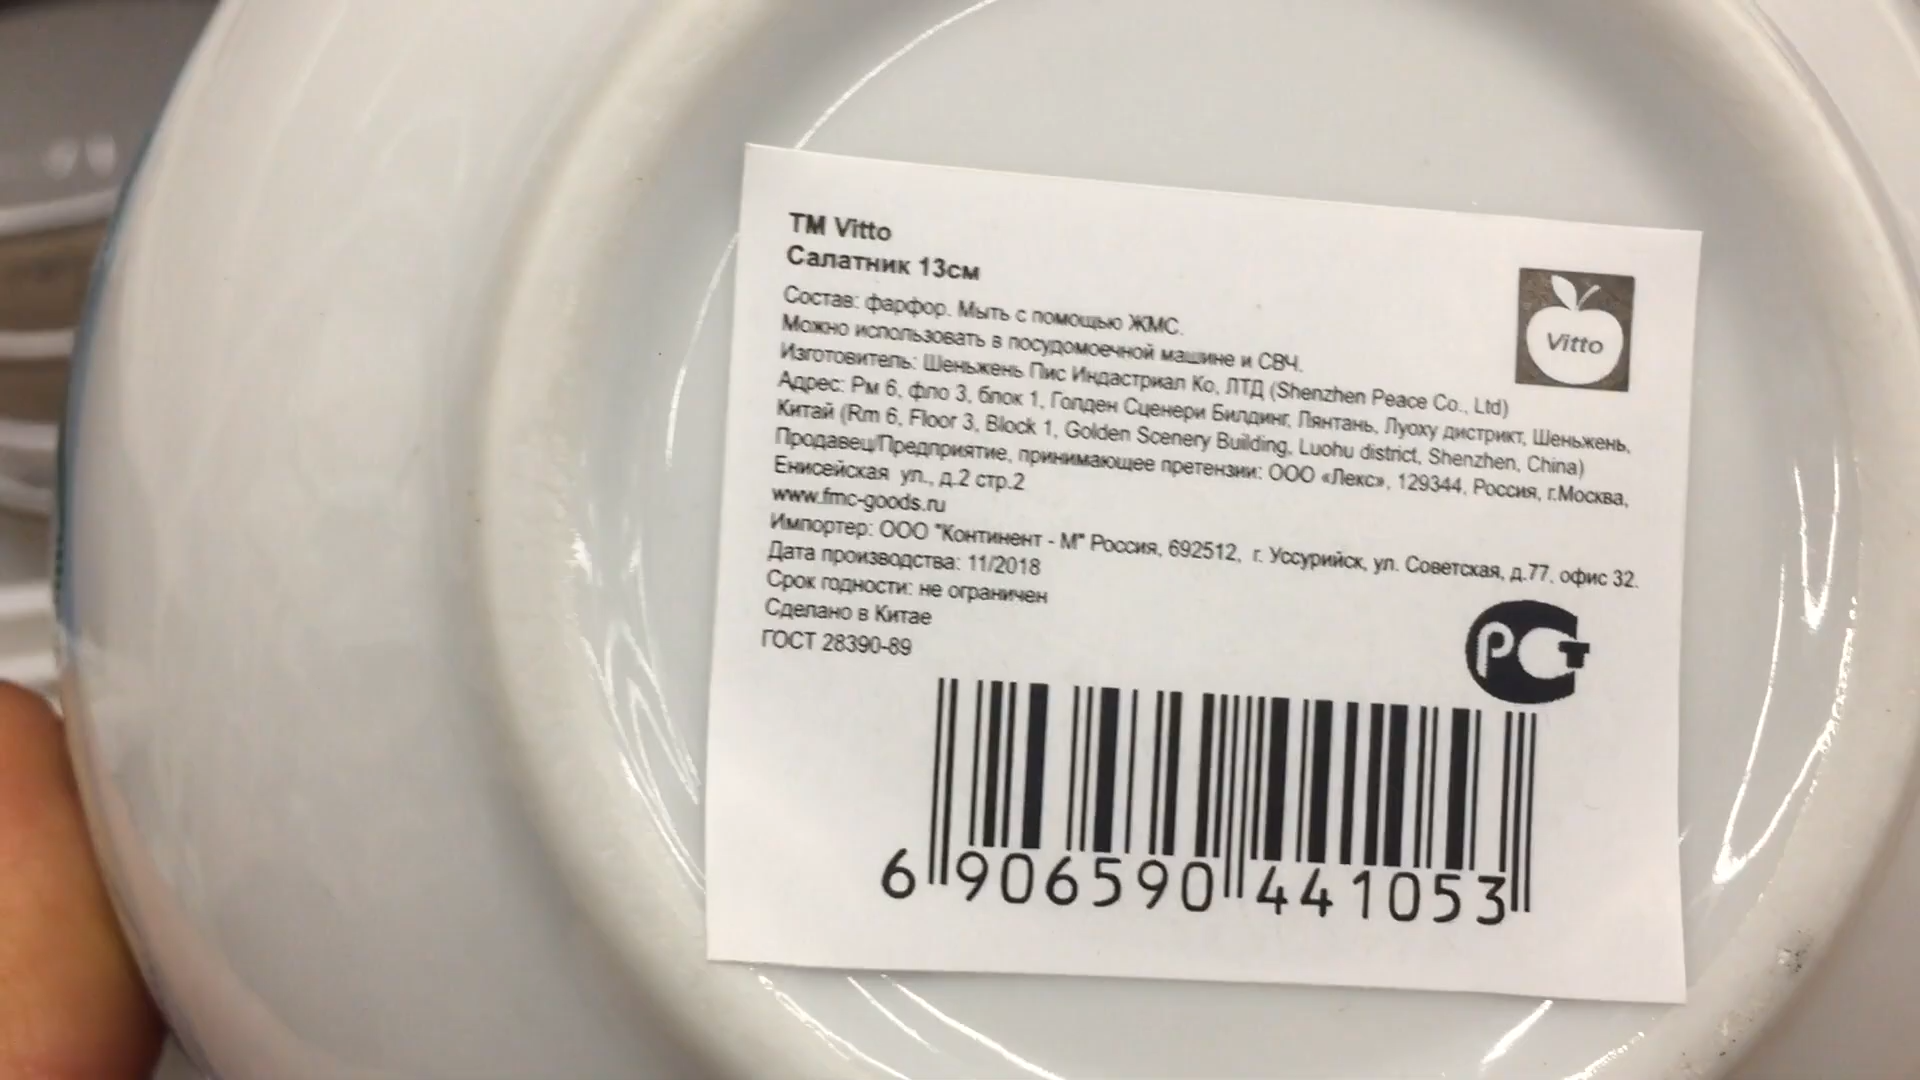 ТМ Vitto
Салатник 13см
Состав: фарфор. Мыть с помощью ЖМС.
Можно использовать в посудомоечной машине и СВЧ.
Изготовитель: Шеньжень Пис Индастриал Ко, ЛТД (Shenzhen Peace Co., Ltd)
Адрес: Рм 6, фло 3, блок 1, Голден Сценери Билдинг, Лянтань, Луоху дистрикт, Шеньжень,
Китай (Rm 6, Floor 3, Block 1, Golden Scenery Building, Luohu district, Shenzhen, China)
Продавец/Предприятие, принимающее претензии: ООО «Лекс», 129344, Россия, г.Москва,
Енисейская ул., д.2 стр.2
www.fmc-goods.ru
Импортер: ООО "Континент - М" Россия, 692512, г. Уссурийск, ул. Советская, д.77, офис 32.
Дата производства: 11/2018
Срок годности: не ограничен
Сделано в Китае
ГОСТ 28390-89
Vitto
РСТ
6 906590 441053